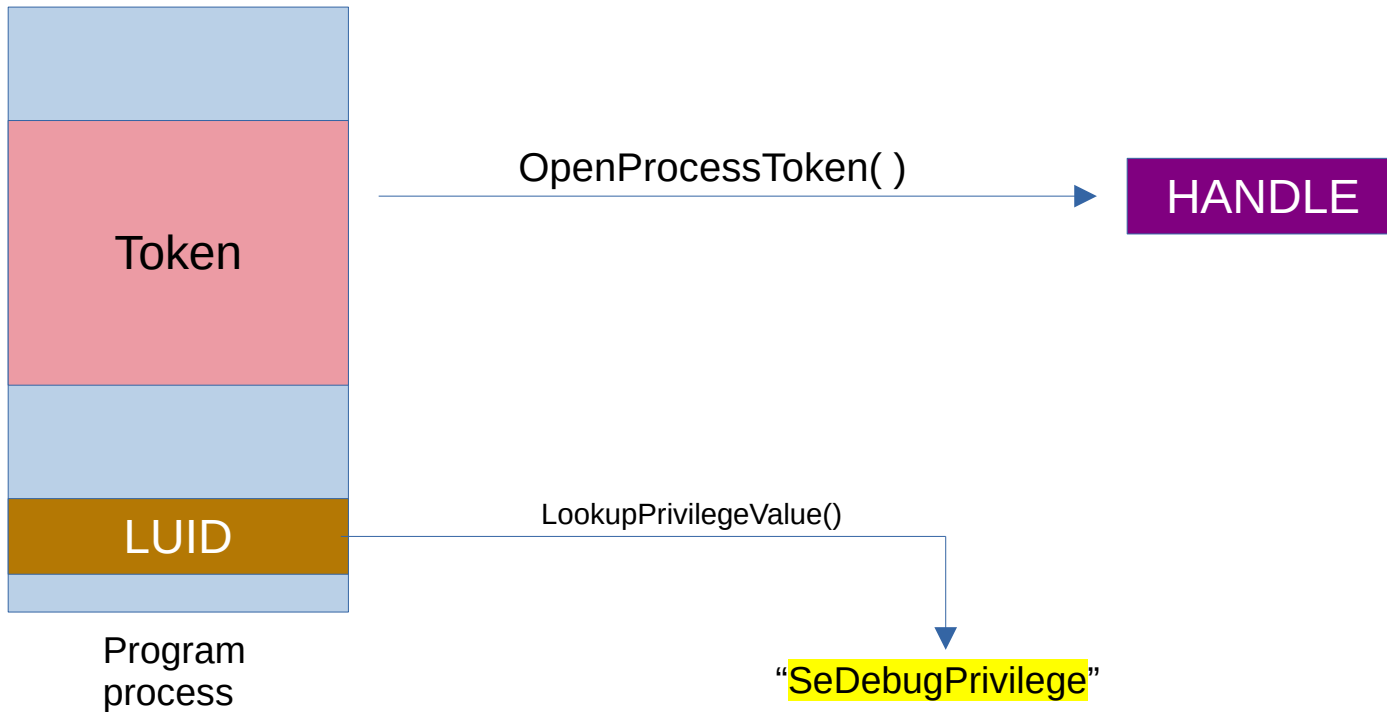 OpenProcessToken( )
HANDLE
Token
LookupPrivilegeValue()
LUID
Program
process
“SeDebugPrivilege”